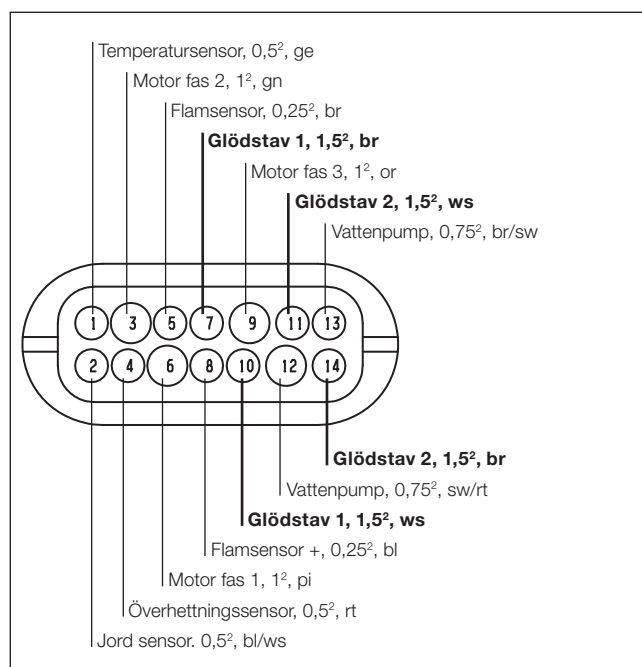 Temperatursensor, 0,5², ge
Motor fas 2, 1², gn
Flamsensor, 0,25², br
Glödstav 1, 1,5², br
Motor fas 3, 1², or
Glödstav 2, 1,5², ws
Vattenpump, 0,75², br/sw
1 3 5 7 9 11 13
2 4 6 8 10 12 14
Glödstav 2, 1,5², br
Vattenpump, 0,75², sw/rt
Glödstav 1, 1,5², ws
Flamsensor +, 0,25², bl
Motor fas 1, 1², pi
Överhettningssensor, 0,5², rt
Jord sensor. 0,5², bl/ws